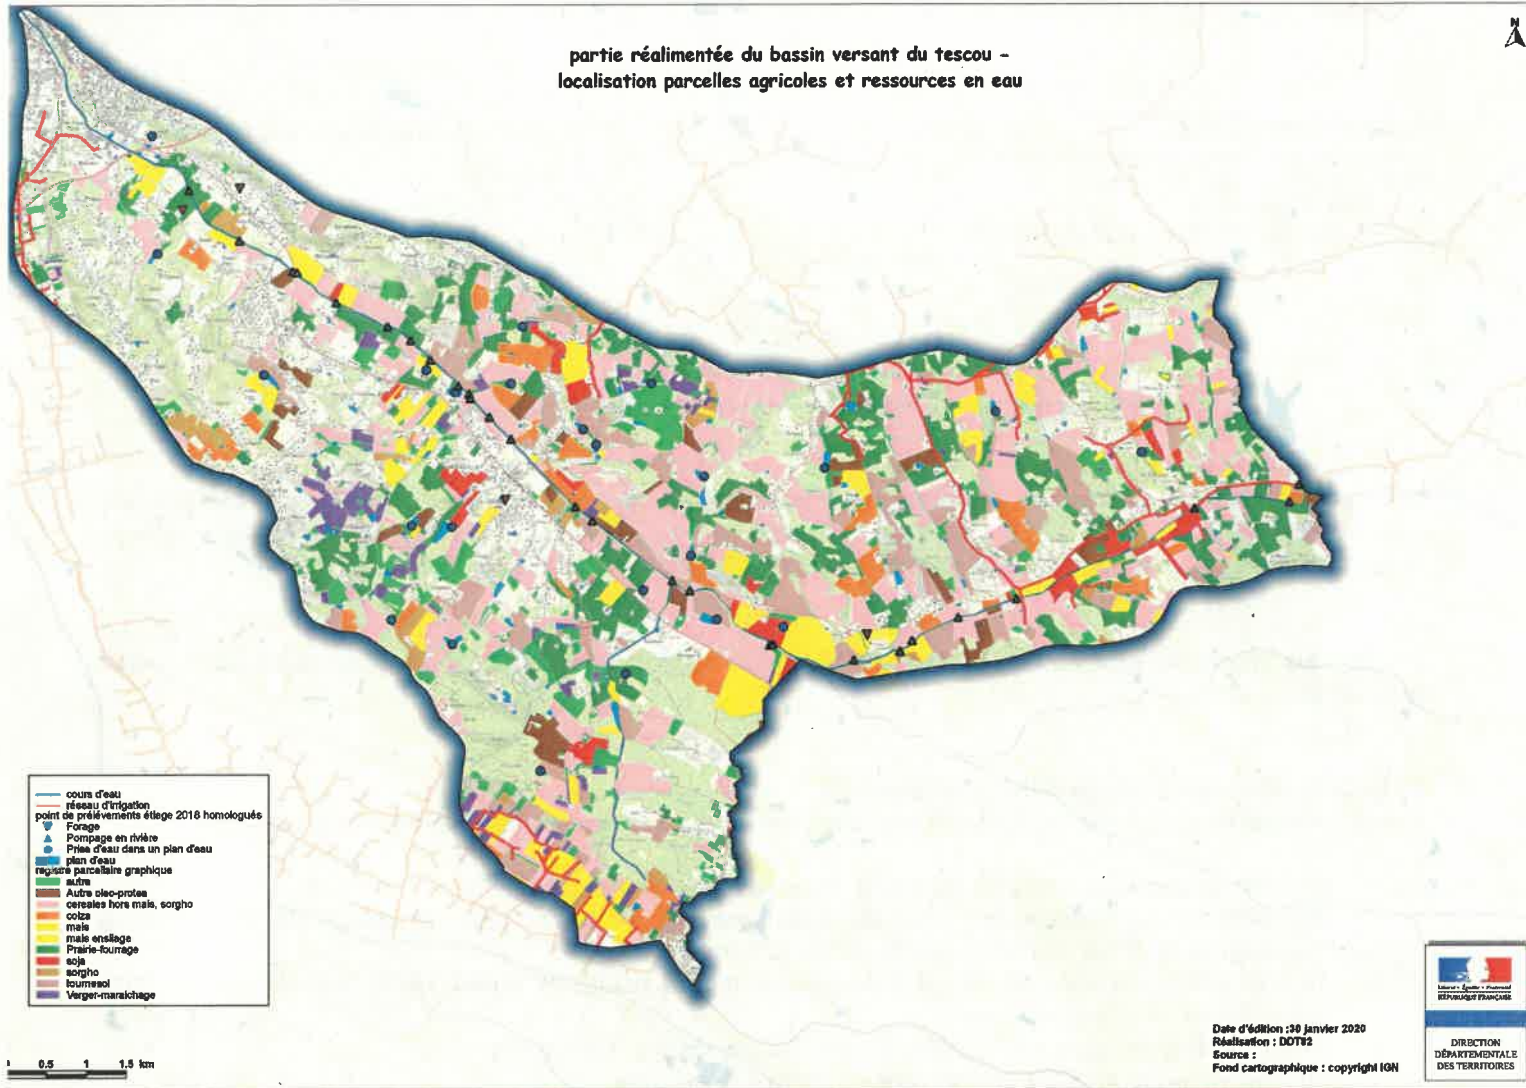 partie réalimentée du bassin versant du tescou -
localisation parcelles agricoles et ressources en eau
N
cours d'eau
réseau d'irrigation
point de prélèvements étiage 2018 homologués
Forage
Pompage en rivière
Prise d'eau dans un plan d'eau
plan d'eau
registre parcellaire graphique
autre
Autre oleo-protea
cereales hors mais, sorgho
colza
mais
mais ensilage
Prairie-fourrage
soja
sorgho
tournesol
Verger-maraichage
0.5 1 1.5 km
Date d'édition :30 janvier 2020
Réalisation : DDT82
Source :
Fond cartographique : copyright IGN
Liberté • Égalité • Fraternité
RÉPUBLIQUE FRANÇAISE
DIRECTION
DÉPARTEMENTALE
DES TERRITOIRES